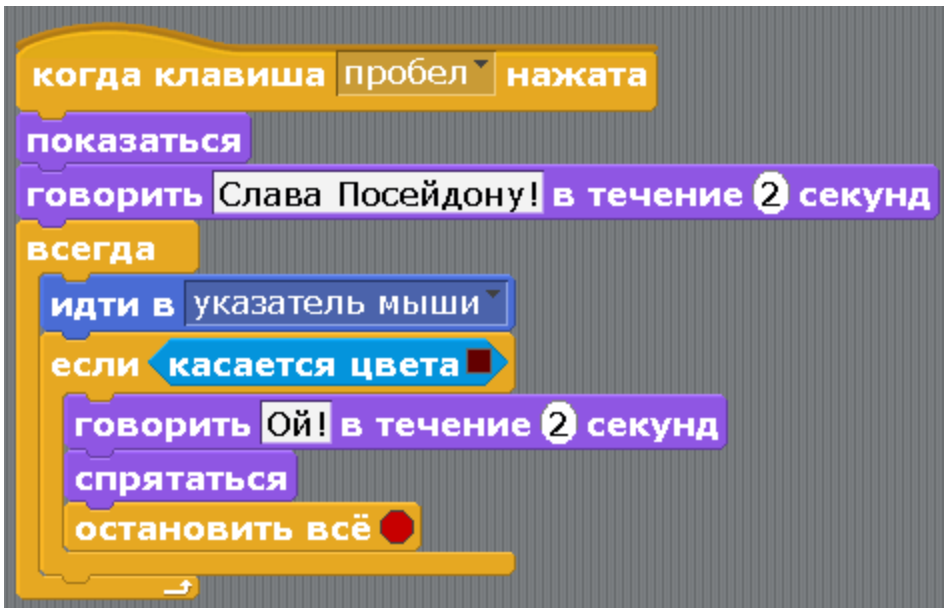 когда клавиша пробел нажата
показаться
говорить Слава Посейдону! в течение 2 секунд
всегда
идти в указатель мыши
если касается цвета
говорить Ой! в течение 2 секунд
спрятаться
остановить всё